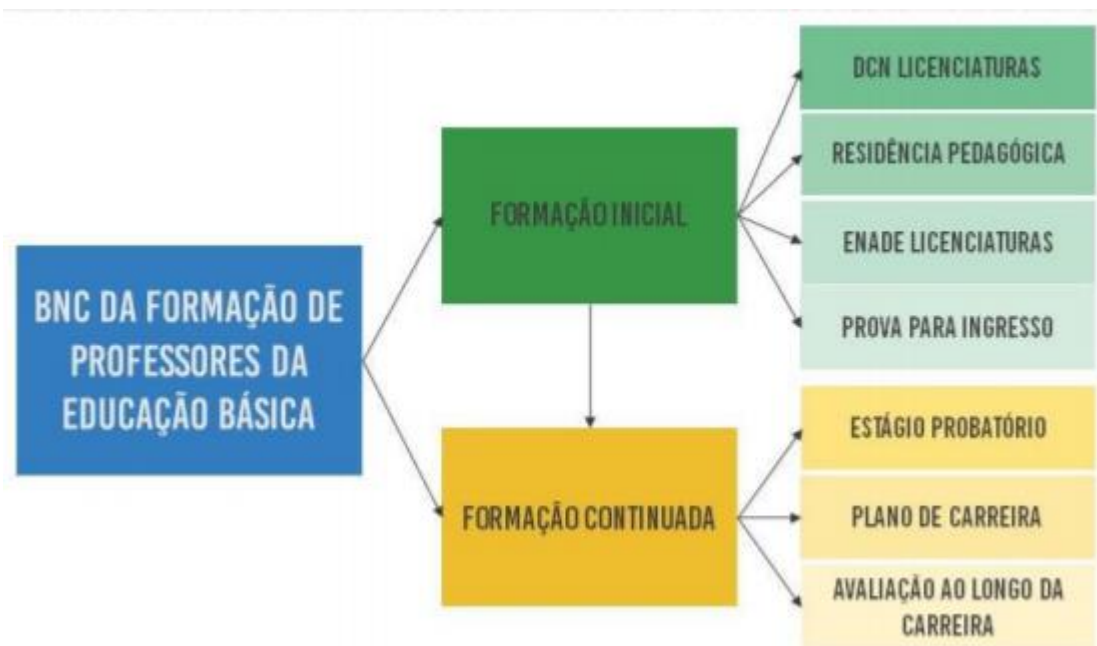 BNC DA FORMAÇÃO DE
PROFESSORES DA
EDUCAÇÃO BÁSICA
FORMAÇÃO INICIAL
DCN LICENCIATURAS
RESIDÊNCIA PEDAGÓGICA
ENADE LICENCIATURAS
PROVA PARA INGRESSO
FORMAÇÃO CONTINUADA
ESTÁGIO PROBATÓRIO
PLANO DE CARREIRA
AVALIAÇÃO AO LONGO DA
CARREIRA